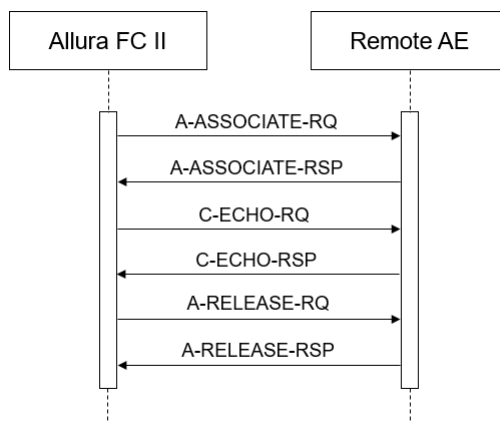 Allura FC II
Remote AE
A-ASSOCIATE-RQ
A-ASSOCIATE-RSP
C-ECHO-RQ
C-ECHO-RSP
A-RELEASE-RQ
A-RELEASE-RSP